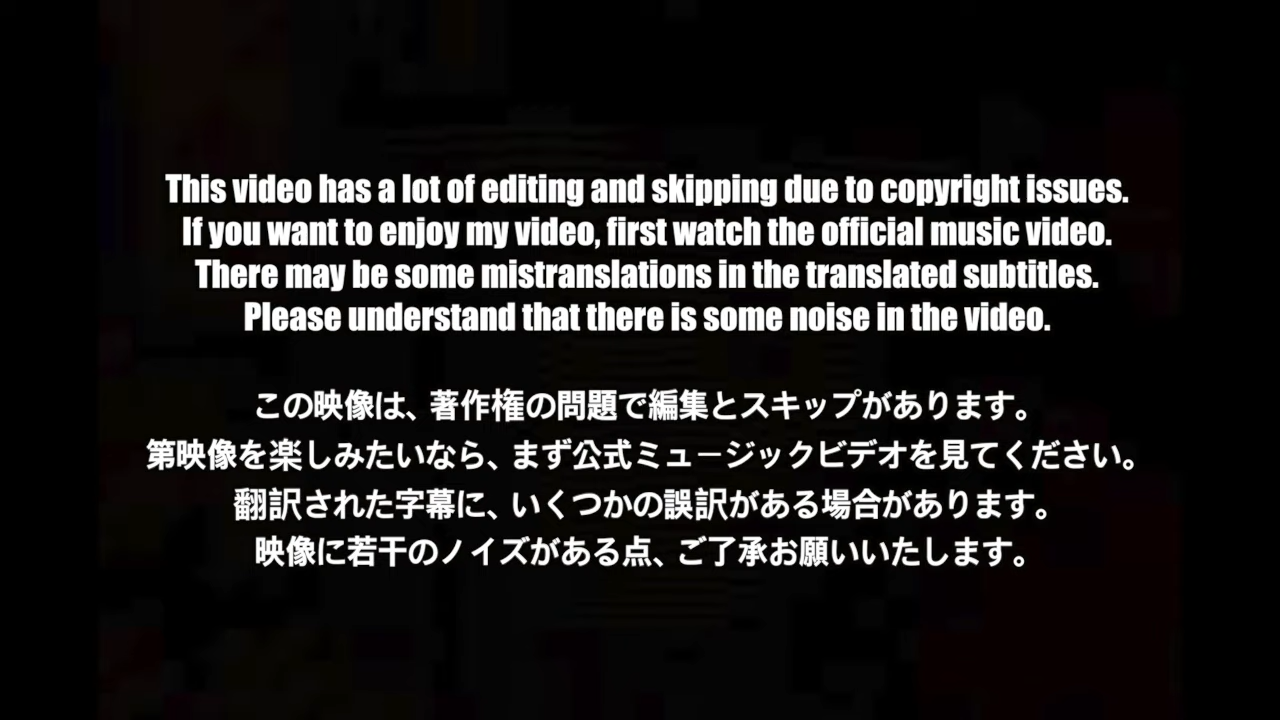 This video has a lot of editing and skipping due to copyright issues.
If you want to enjoy my video, first watch the official music video.
There may be some mistranslations in the translated subtitles.
Please understand that there is some noise in the video.
この映像は、著作権の問題で編集とスキップがあります。
第映像を楽しみたいなら、まず公式ミュージックビデオを見てください。
翻訳された字幕に、いくつかの誤訳がある場合があります。
映像に若干のノイズがある点、ご了承お願いいたします。